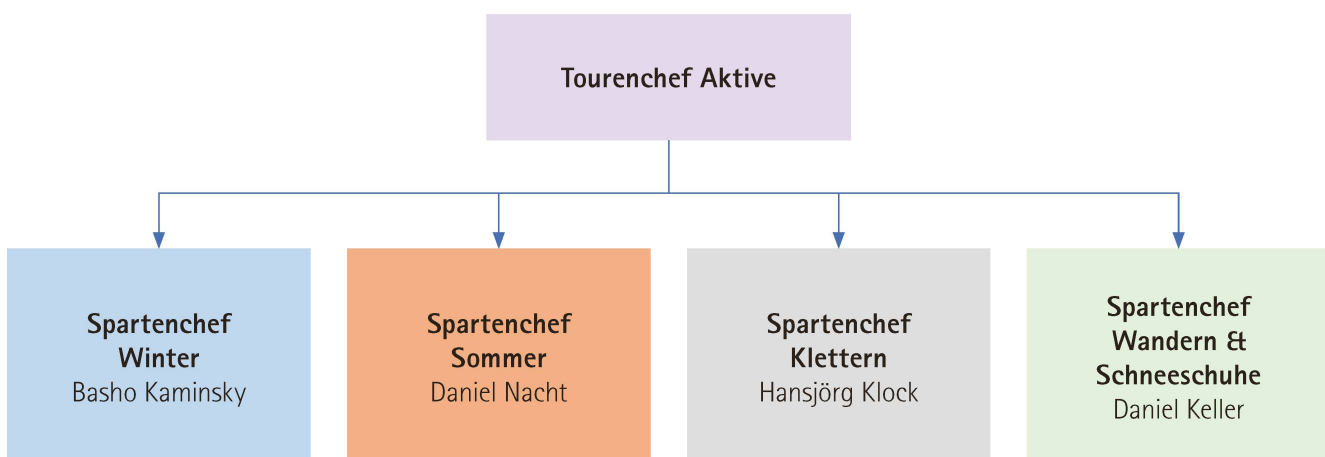 Tourenchef Aktive
Spartenchef
Winter
Basho Kaminsky
Spartenchef
Sommer
Daniel Nacht
Spartenchef
Klettern
Hansjörg Klock
Spartenchef
Wandern &
Schneeschuhe
Daniel Keller